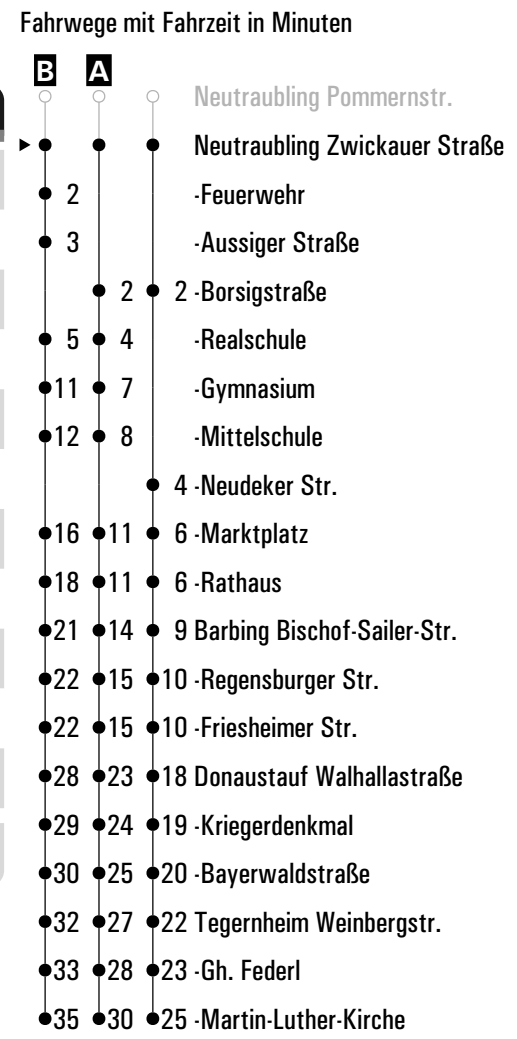 Fahrwege mit Fahrzeit in Minuten
B A
Neutraubling Pommernstr.
Neutraubling Zwickauer Straße
2 -Feuerwehr
3 -Aussiger Straße
2 2 -Borsigstraße
5 4 -Realschule
11 7 -Gymnasium
12 8 -Mittelschule
4 -Neudeker Str.
16 11 6 -Marktplatz
18 11 6 -Rathaus
21 14 9 Barbing Bischof-Sailer-Str.
22 15 10 -Regensburger Str.
22 15 10 -Friesheimer Str.
28 23 18 Donaustauf Walhallastraße
29 24 19 -Kriegerdenkmal
30 25 20 -Bayerwaldstraße
32 27 22 Tegernheim Weinbergstr.
33 28 23 -Gh. Federl
35 30 25 -Martin-Luther-Kirche